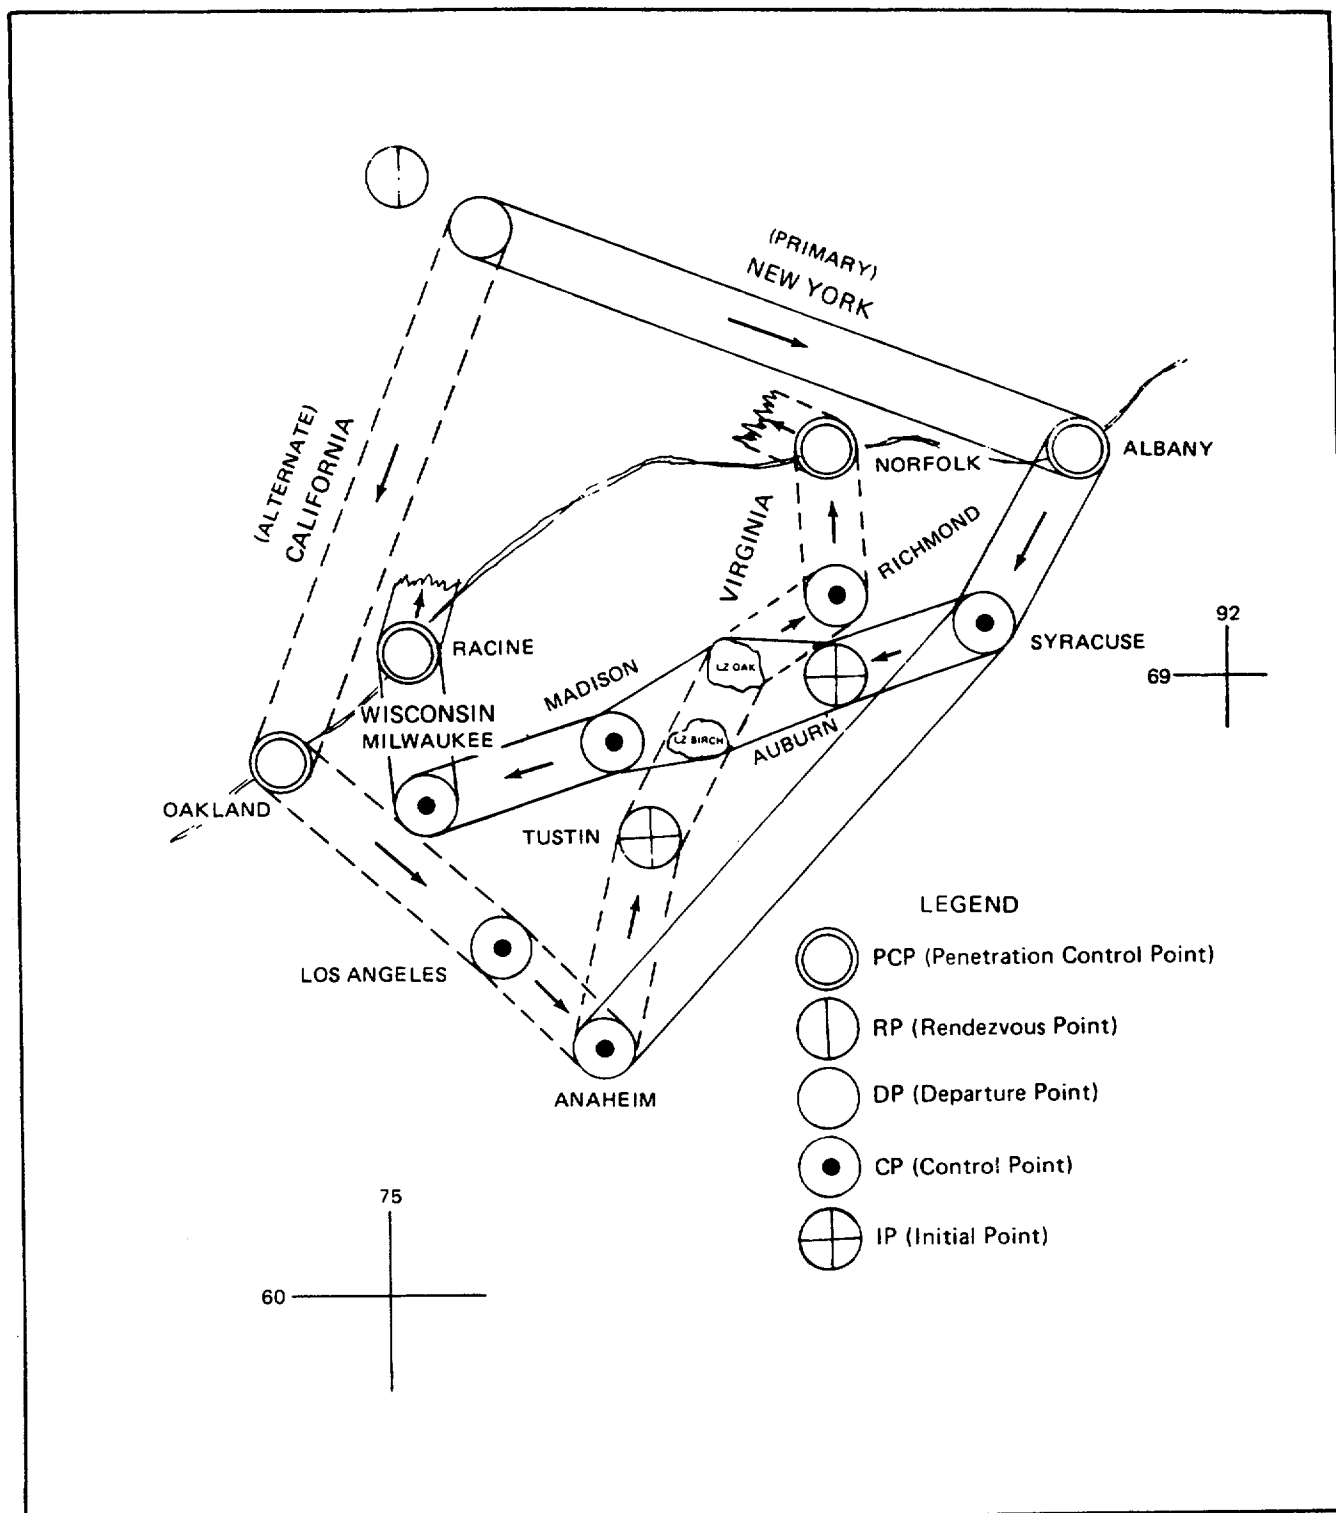 (PRIMARY)
NEW YORK
(ALTERNATE)
CALIFORNIA
ALBANY
NORFOLK
VIRGINIA
RICHMOND
SYRACUSE
92
69
RACINE
MADISON
LZ OAK
WISCONSIN
MILWAUKEE
LZ BIRCH
AUBURN
OAKLAND
TUSTIN
LEGEND
PCP (Penetration Control Point)
LOS ANGELES
RP (Rendezvous Point)
ANAHEIM
DP (Departure Point)
CP (Control Point)
75
IP (Initial Point)
60